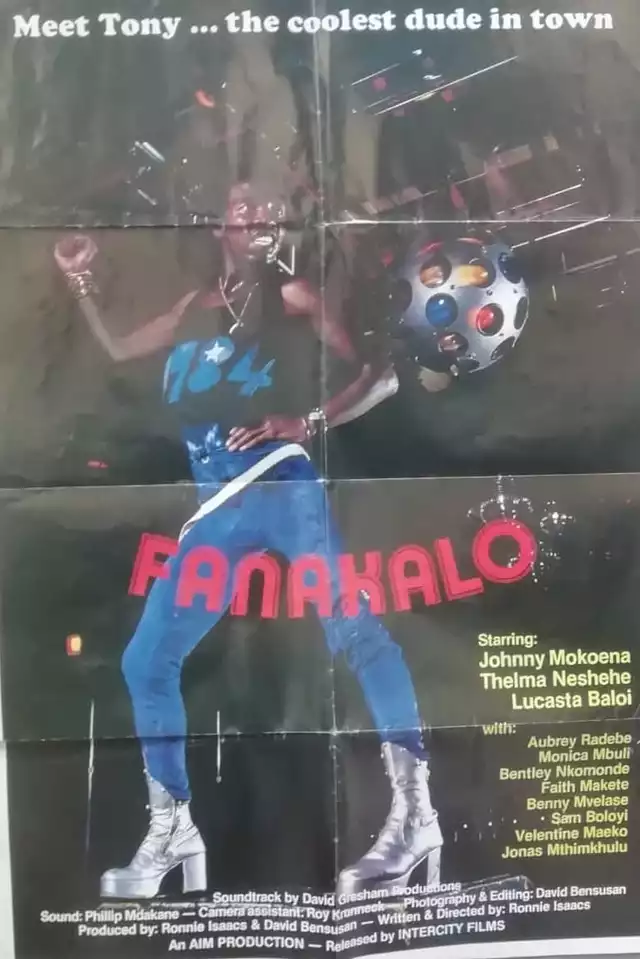 Meet Tony ... the coolest dude in town
1984
FANAKALO
Starring:
Johnny Mokoena
Thelma Neshehe
Lucasta Baloi
with:
Aubrey Radebe
Monica Mbuli
Bentley Nkomonde
Faith Makete
Benny Mvelase
Sam Boloyi
Velentine Maeko
Jonas Mthimkhulu
Soundtrack by David Gresham Productions
Sound: Phillip Mdakane — Camera assistant: Roy Kranneck — Photography & Editing: David Bensusan
Produced by: Ronnie Isaacs & David Bensusan — Written & Directed by: Ronnie Isaacs
An AIM PRODUCTION — Released by INTERCITY FILMS